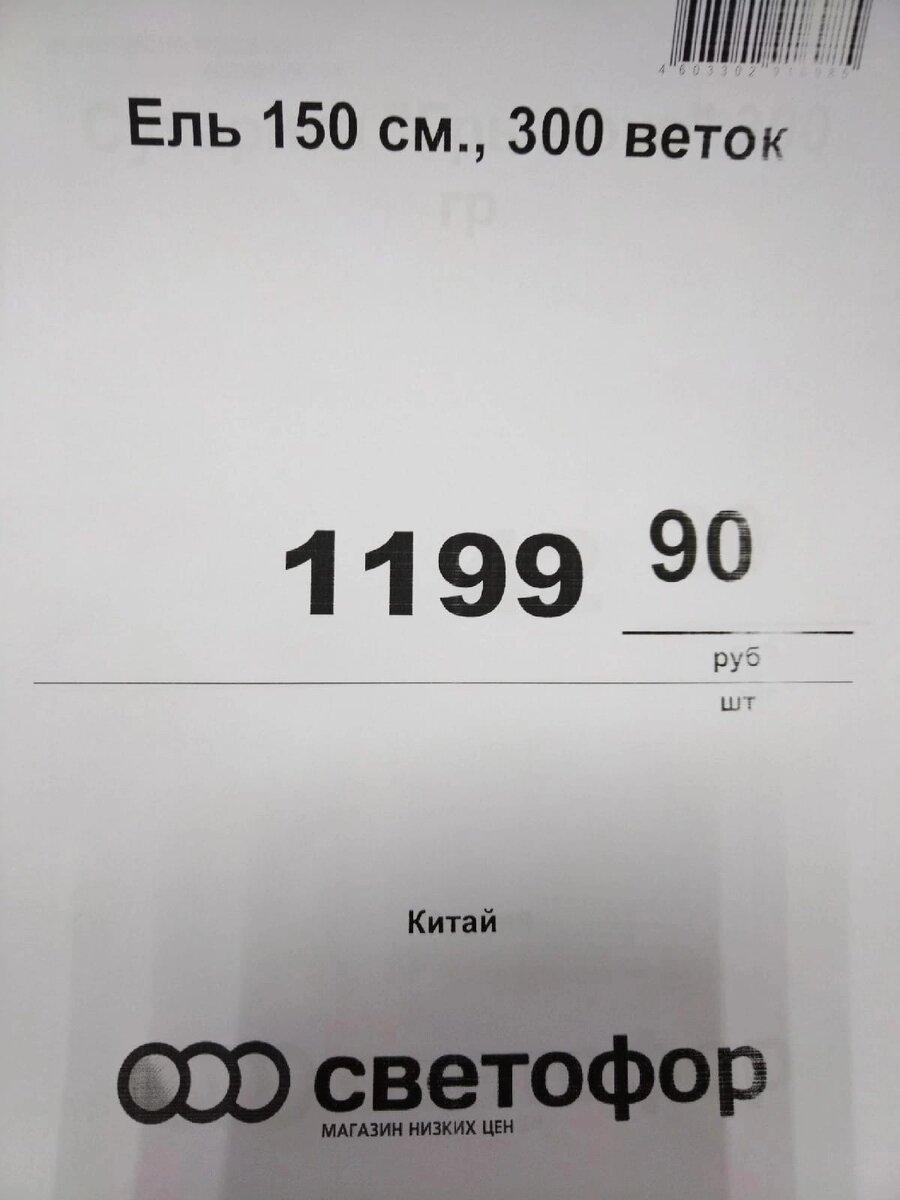 Ель 150 см., 300 веток
1199 90
руб
шт
Китай
светофор
МАГАЗИН НИЗКИХ ЦЕН